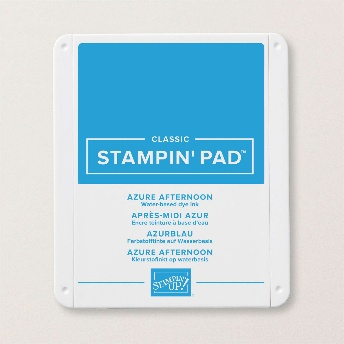 CLASSIC
STAMPIN' PAD™
AZURE AFTERNOON
Water-based dye ink
APRÈS-MIDI AZUR
Encre teinture à base d'eau
AZURBLAU
Farbstofftinte auf Wasserbasis
AZURE AFTERNOON
Kleurstofinkt op waterbasis
STAMPIN'
UP!